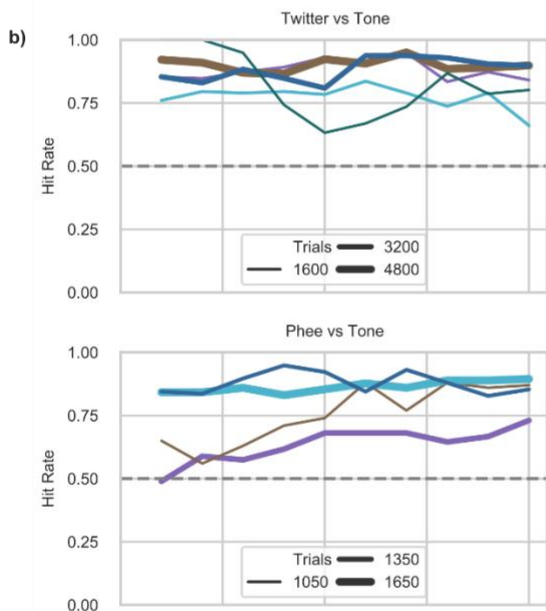 b)
Twitter vs Tone
1.00
0.75
0.50
0.25
0.00
Hit Rate
Trials 3200
1600 4800
Phee vs Tone
1.00
0.75
0.50
0.25
0.00
Hit Rate
Trials 1350
1050 1650